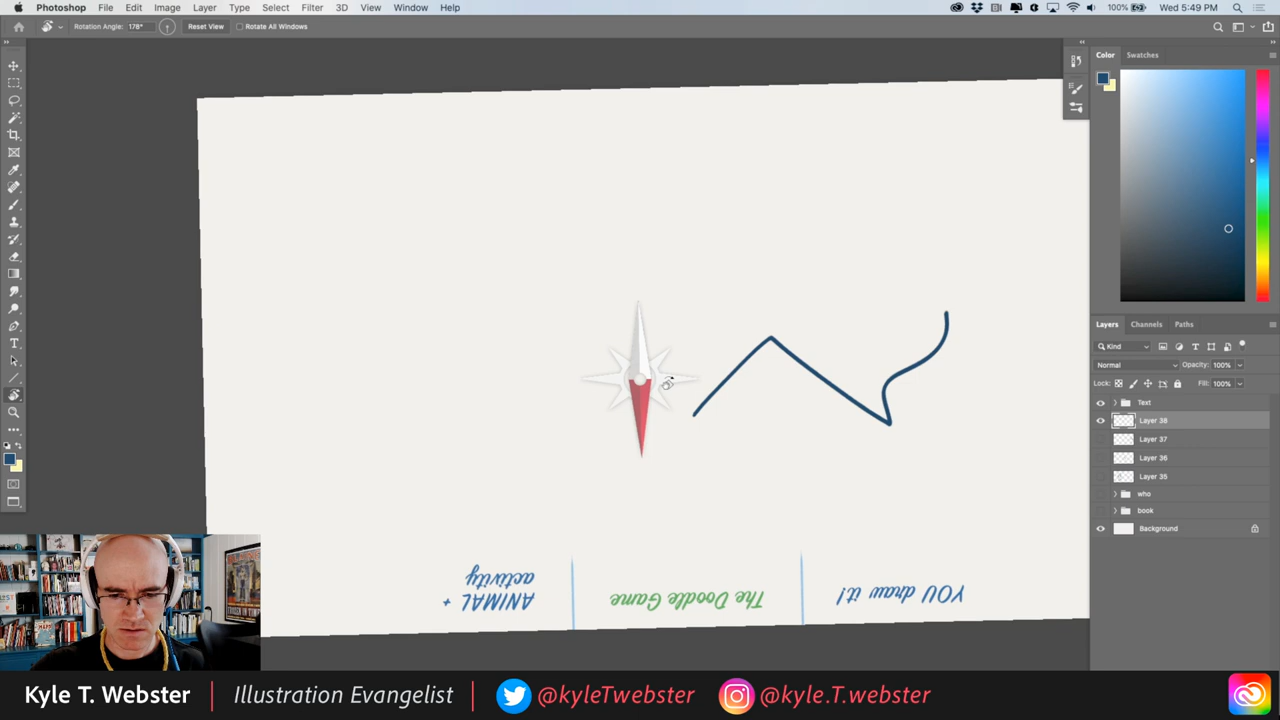 Photoshop File Edit Image Layer Type Select Filter 3D View Window Help 100% Wed 5:49 PM
Rotation Angle: 178° Reset View Rotate All Windows
Color Swatches
Layers Channels Paths
Kind
Normal Opacity: 100%
Lock: Fill: 100%
Text
Layer 38
Layer 37
Layer 36
Layer 35
who
book
Background
ANIMAL +
activity
The Doodle Game
YOU draw it!
Kyle T. Webster | Illustration Evangelist @kyleTwebster @kyle.T.webster